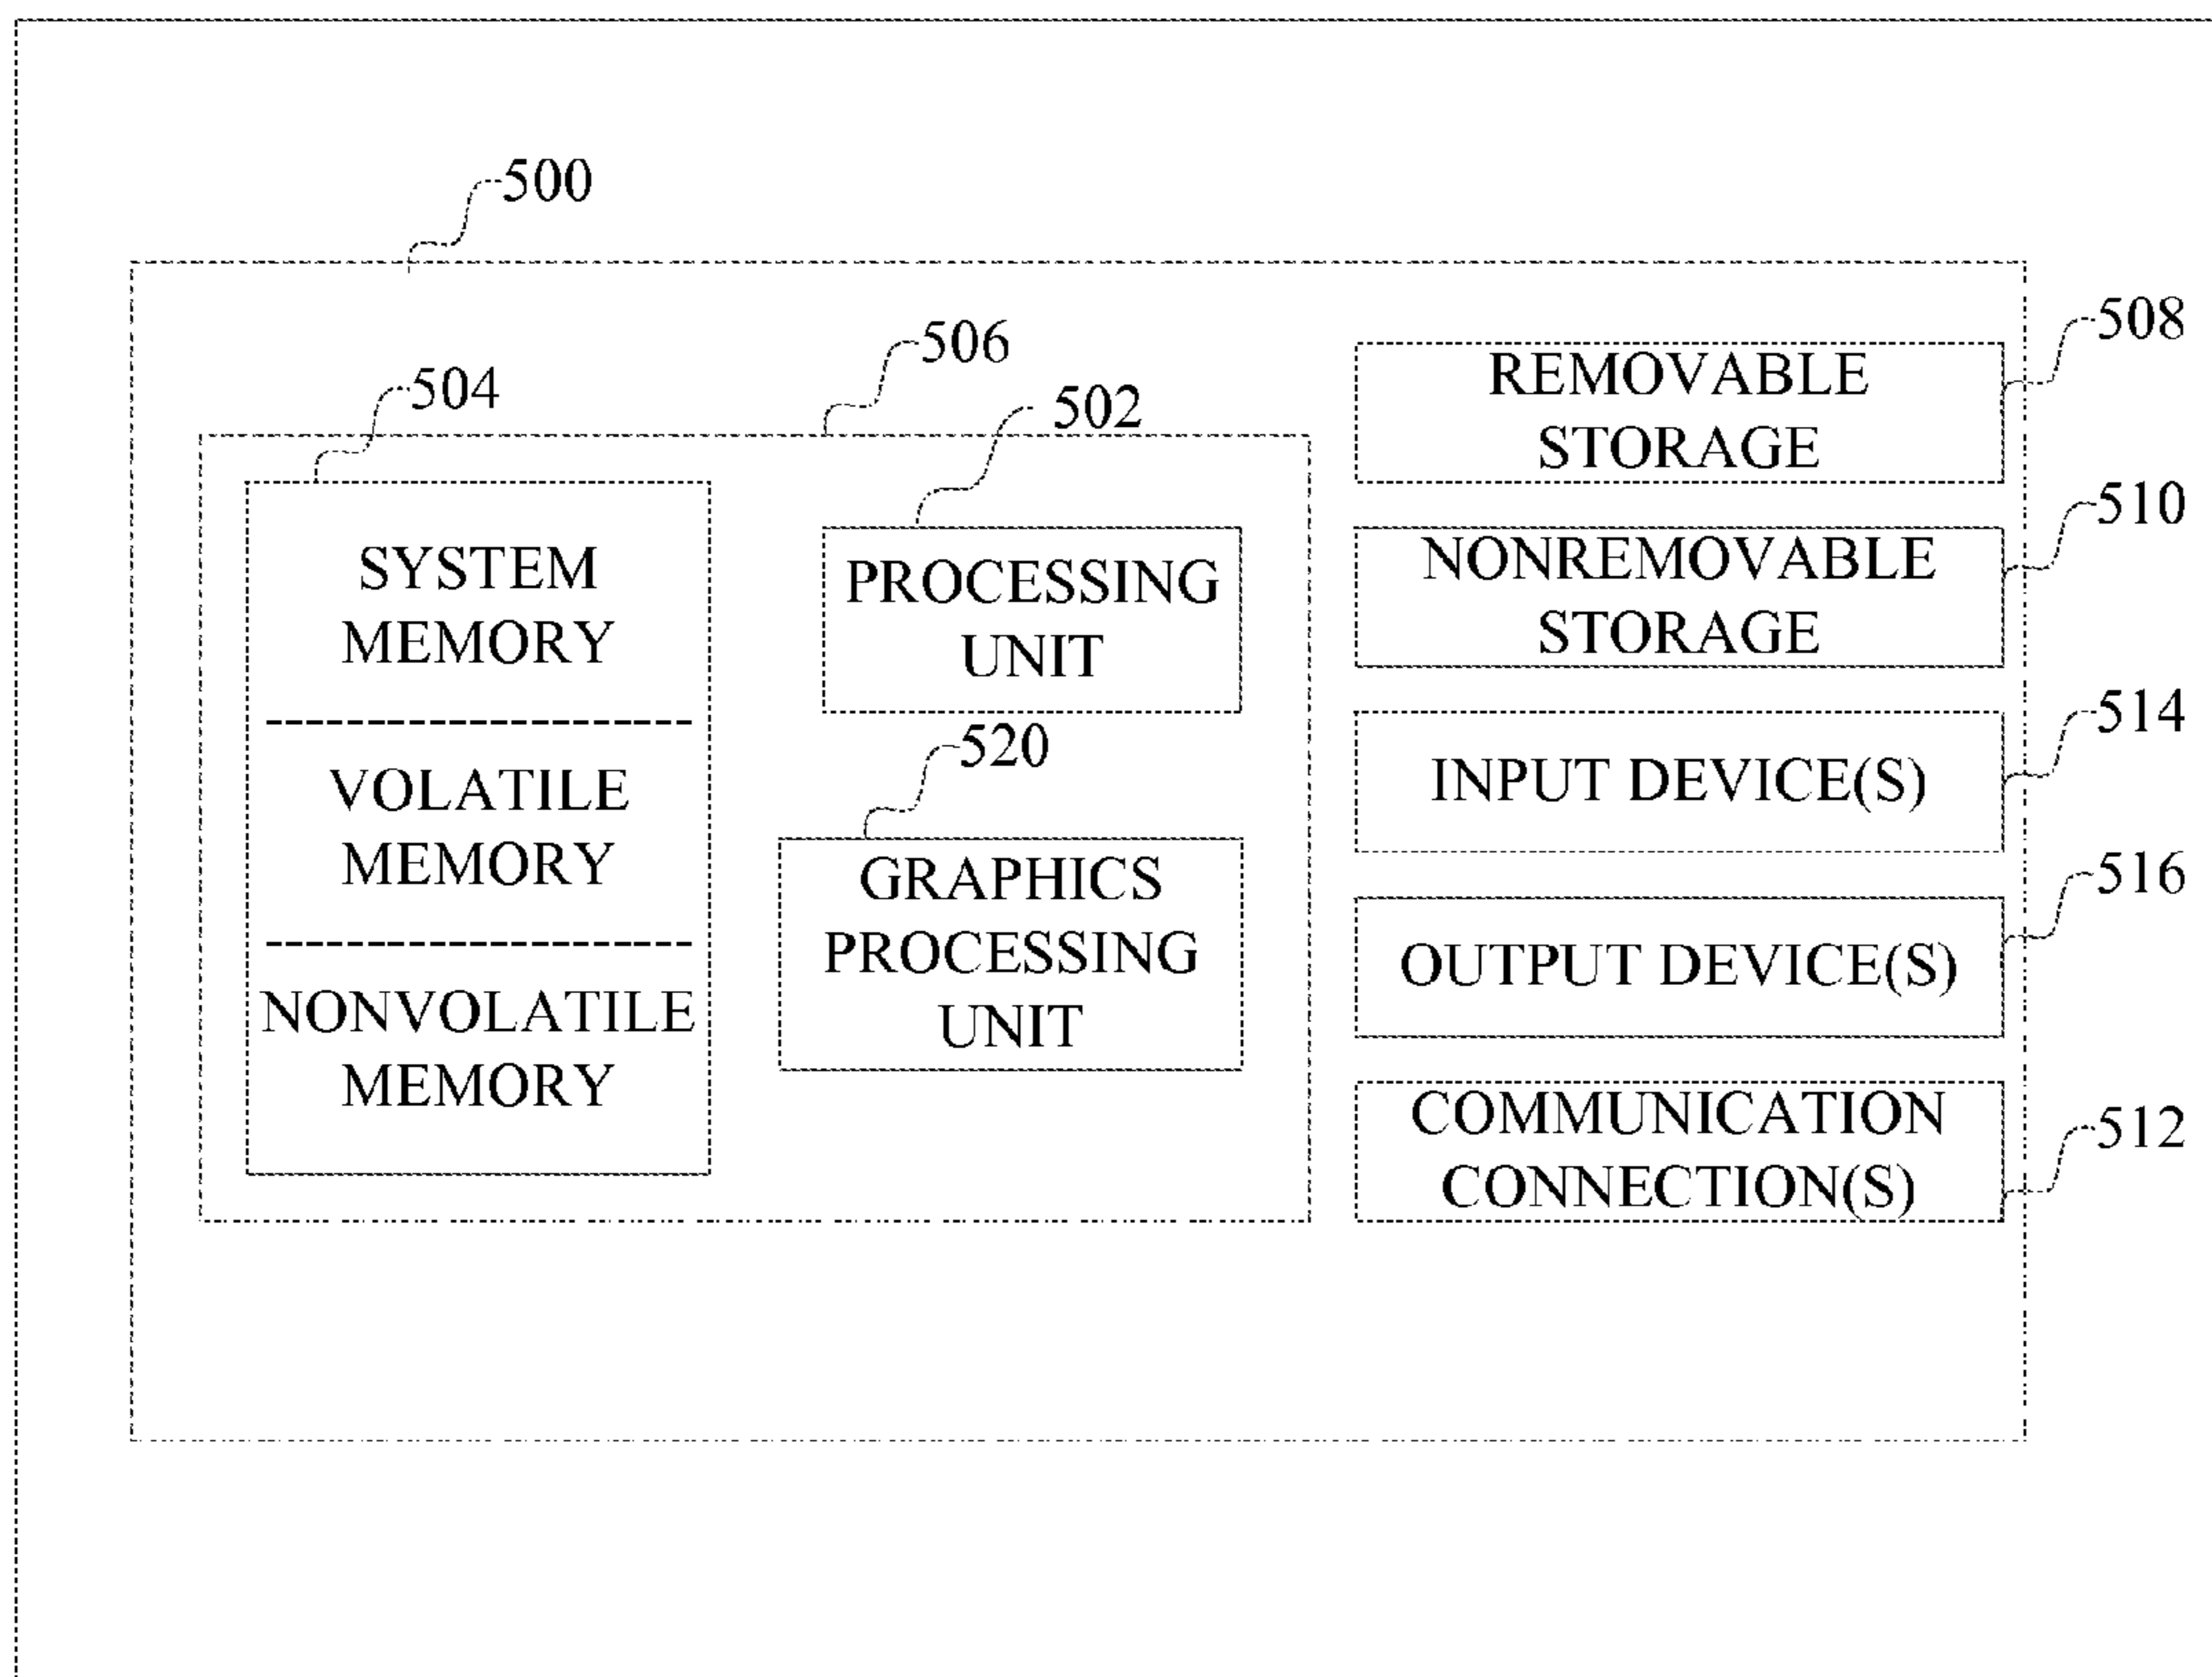 500
506
504
502
SYSTEM
MEMORY
VOLATILE
MEMORY
NONVOLATILE
MEMORY
PROCESSING
UNIT
520
GRAPHICS
PROCESSING
UNIT
508
REMOVABLE
STORAGE
510
NONREMOVABLE
STORAGE
514
INPUT DEVICE(S)
516
OUTPUT DEVICE(S)
512
COMMUNICATION
CONNECTION(S)